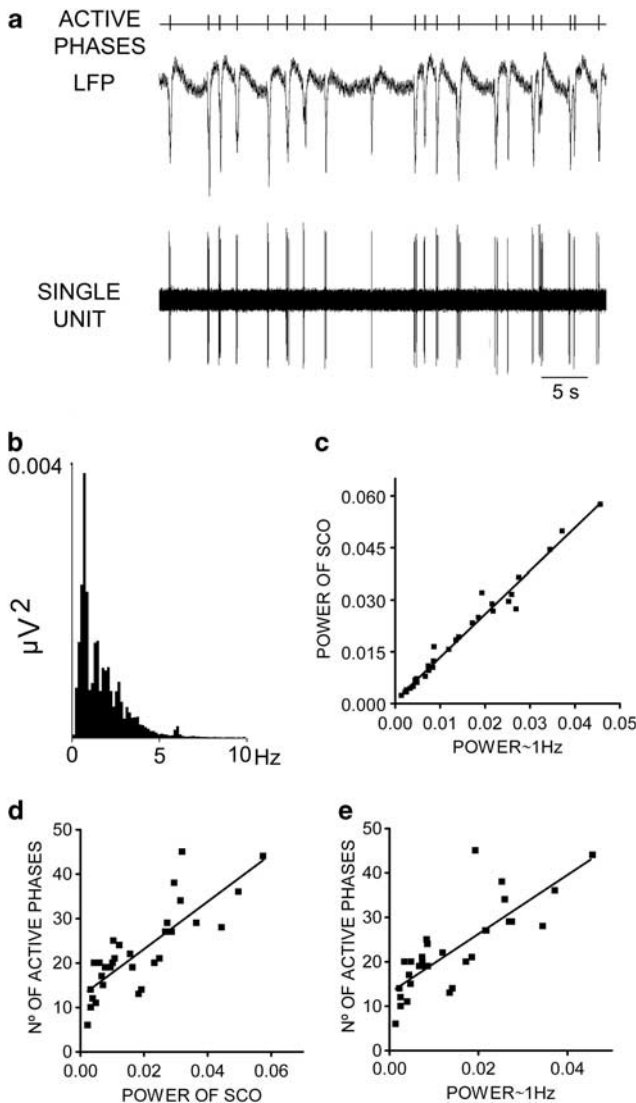 a
ACTIVE
PHASES
LFP
SINGLE
UNIT
5 s
b
0.004
µV2
0
5
10 Hz
c
POWER OF SCO
0.060
0.045
0.030
0.015
0.000
0.00 0.01 0.02 0.03 0.04 0.05
POWER~1Hz
d
Nº OF ACTIVE PHASES
50
40
30
20
10
0
0.00 0.02 0.04 0.06
POWER OF SCO
e
Nº OF ACTIVE PHASES
50
40
30
20
10
0
0.00 0.02 0.04
POWER~1Hz